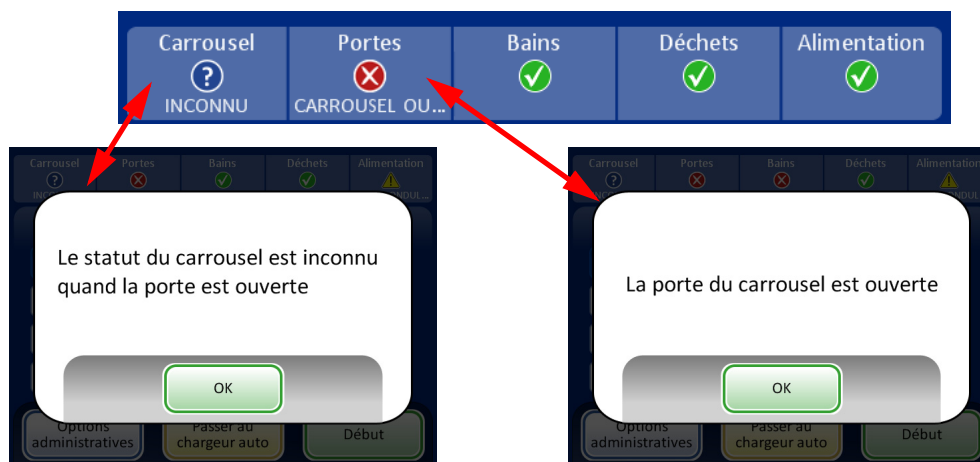 Carrousel Portes Bains Déchets Alimentation
?
INCONNU CARROUSEL OU...
Carrousel Portes Bains Déchets Alimentation
?
Le statut du carrousel est inconnu
quand la porte est ouverte
OK
Options
administratives
Passer au
chargeur auto
Début
Carrousel Portes Bains Déchets Alimentation
?
La porte du carrousel est ouverte
OK
Options
administratives
Passer au
chargeur auto
Début